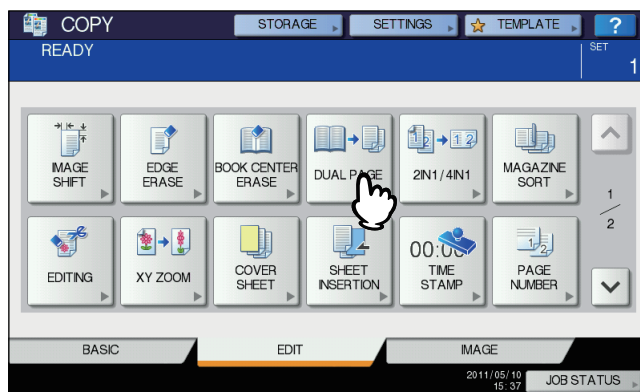 COPY
STORAGE
SETTINGS
TEMPLATE
?
READY
SET
1
IMAGE
SHIFT
EDGE
ERASE
BOOK CENTER
ERASE
DUAL PAGE
2IN1/4IN1
MAGAZINE
SORT
1
2
EDITING
XY ZOOM
COVER
SHEET
SHEET
INSERTION
00:00
TIME
STAMP
PAGE
NUMBER
BASIC
EDIT
IMAGE
2011/05/10
15:37
JOB STATUS